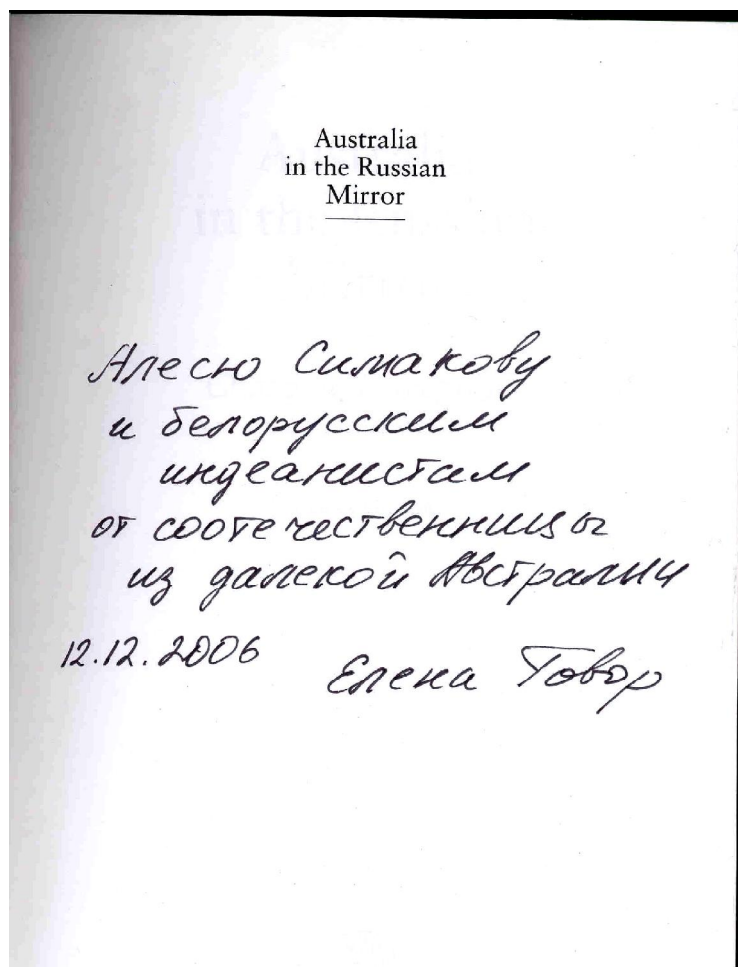 Australia
in the Russian
Mirror
Алесю Симакову
и белорусским
индеанистам
от соотечественницы
из далекой Австралии
12.12.2006
Елена Говор